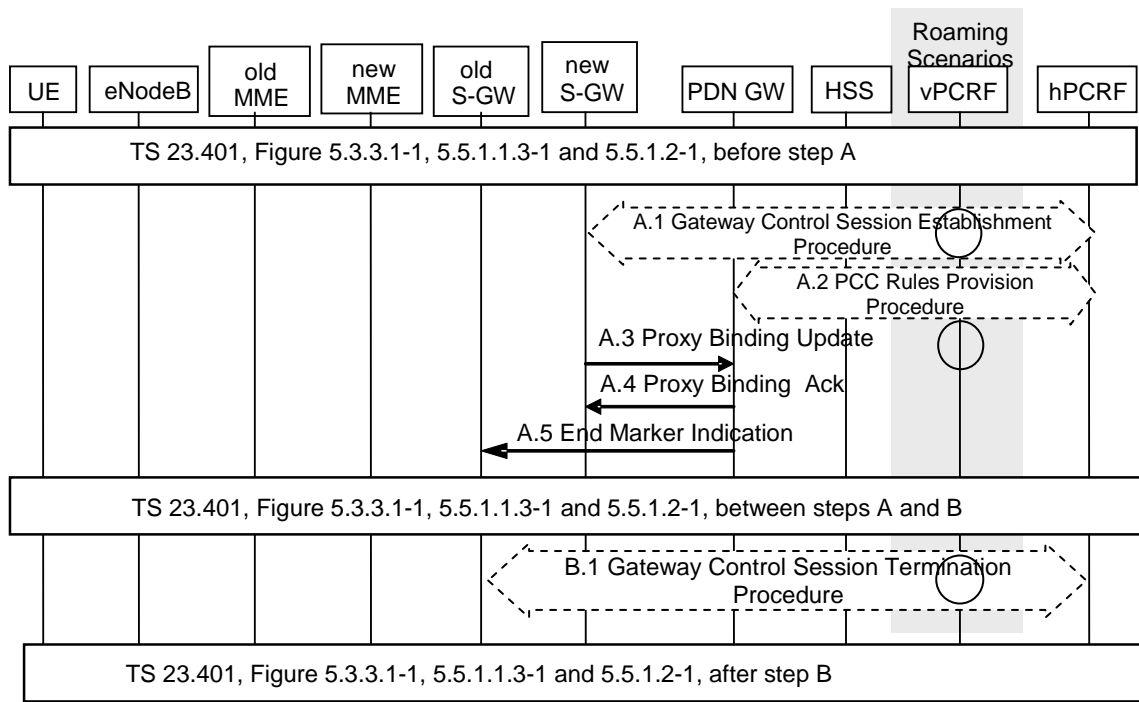 Roaming
Scenarios
UE
eNodeB
old
MME
new
MME
old
S-GW
new
S-GW
PDN GW
HSS
vPCRF
hPCRF
TS 23.401, Figure 5.3.3.1-1, 5.5.1.1.3-1 and 5.5.1.2-1, before step A
A.1 Gateway Control Session Establishment
Procedure
A.2 PCC Rules Provision
Procedure
A.3 Proxy Binding Update
A.4 Proxy Binding Ack
A.5 End Marker Indication
TS 23.401, Figure 5.3.3.1-1, 5.5.1.1.3-1 and 5.5.1.2-1, between steps A and B
B.1 Gateway Control Session Termination
Procedure
TS 23.401, Figure 5.3.3.1-1, 5.5.1.1.3-1 and 5.5.1.2-1, after step B